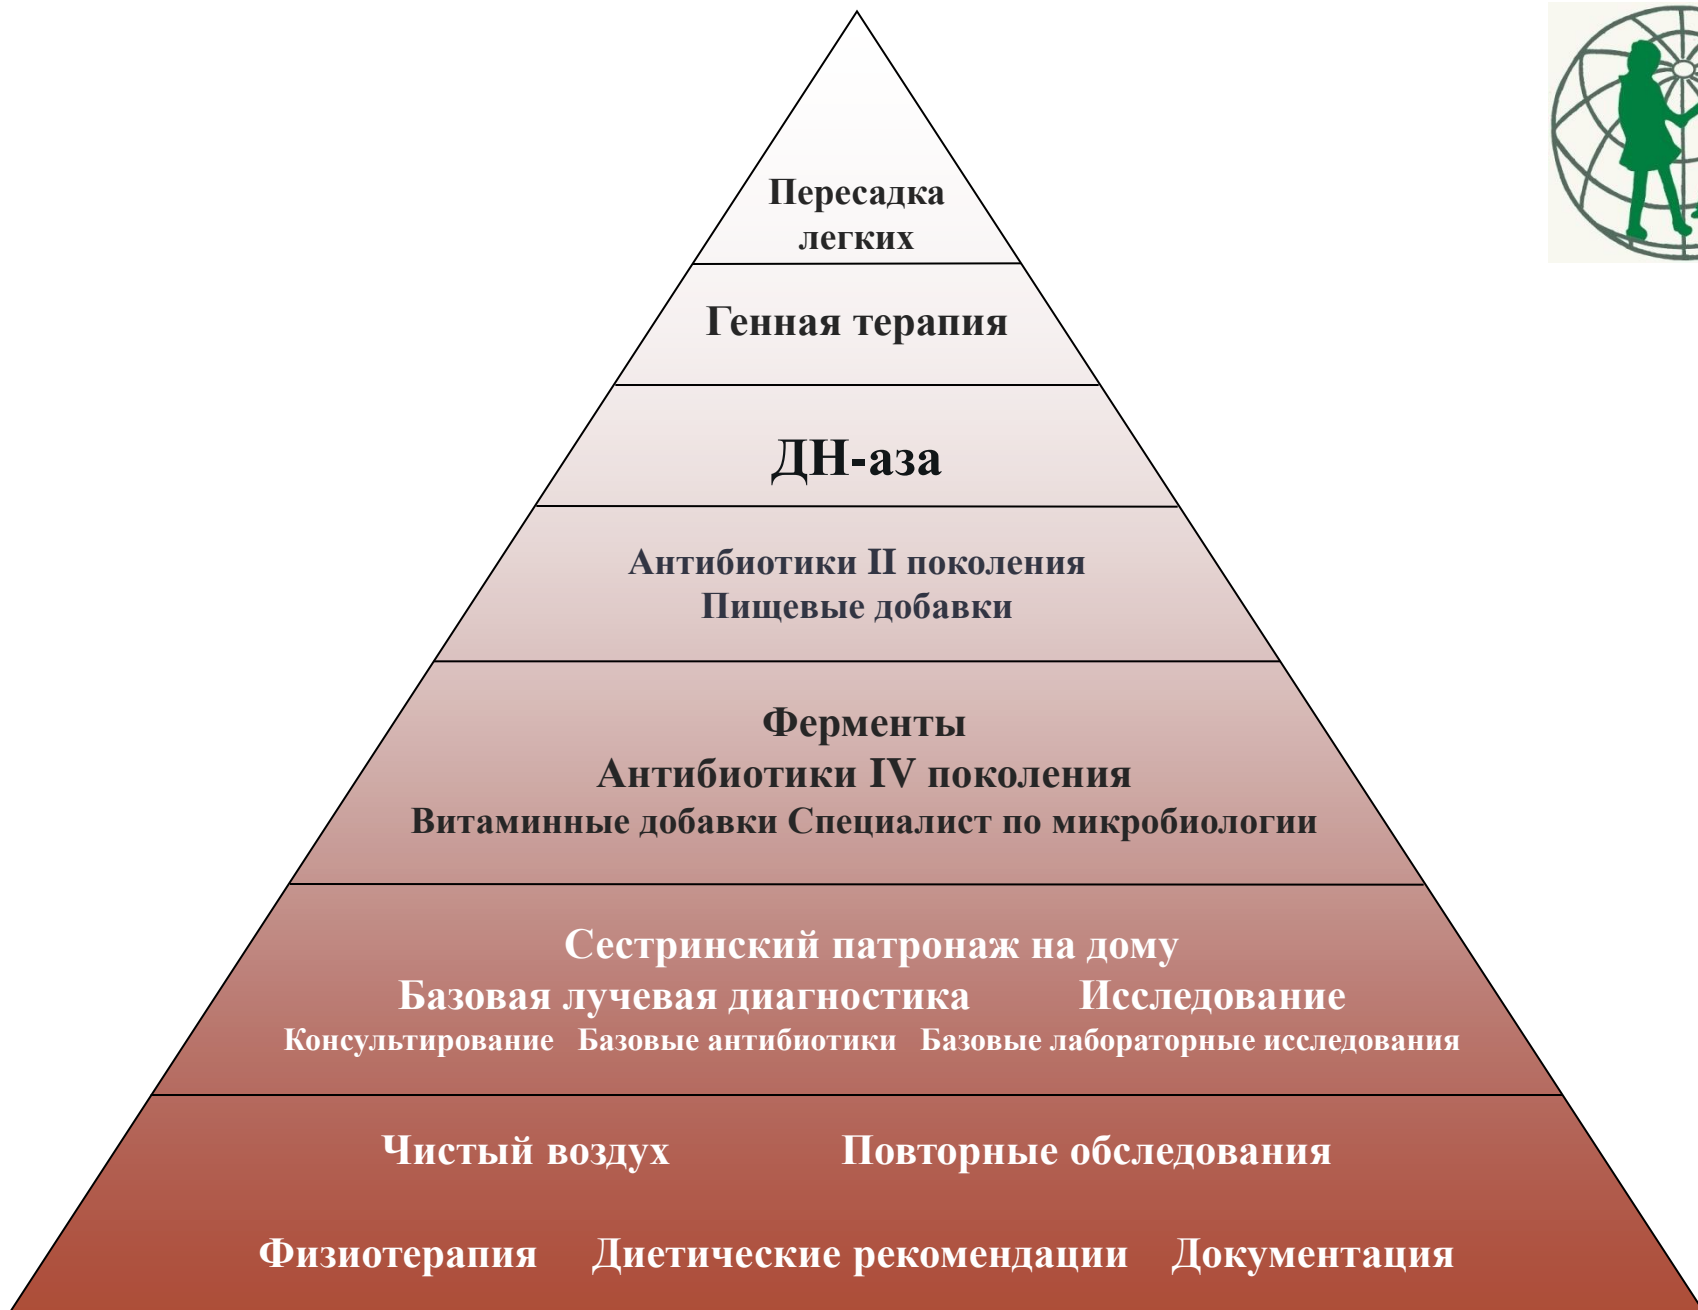 Пересадка
легких
Генная терапия
ДН-аза
Антибиотики II поколения
Пищевые добавки
Ферменты
Антибиотики IV поколения
Витаминные добавки Специалист по микробиологии
Сестринский патронаж на дому
Базовая лучевая диагностика Исследование
Консультирование Базовые антибиотики Базовые лабораторные исследования
Чистый воздух Повторные обследования
Физиотерапия Диетические рекомендации Документация